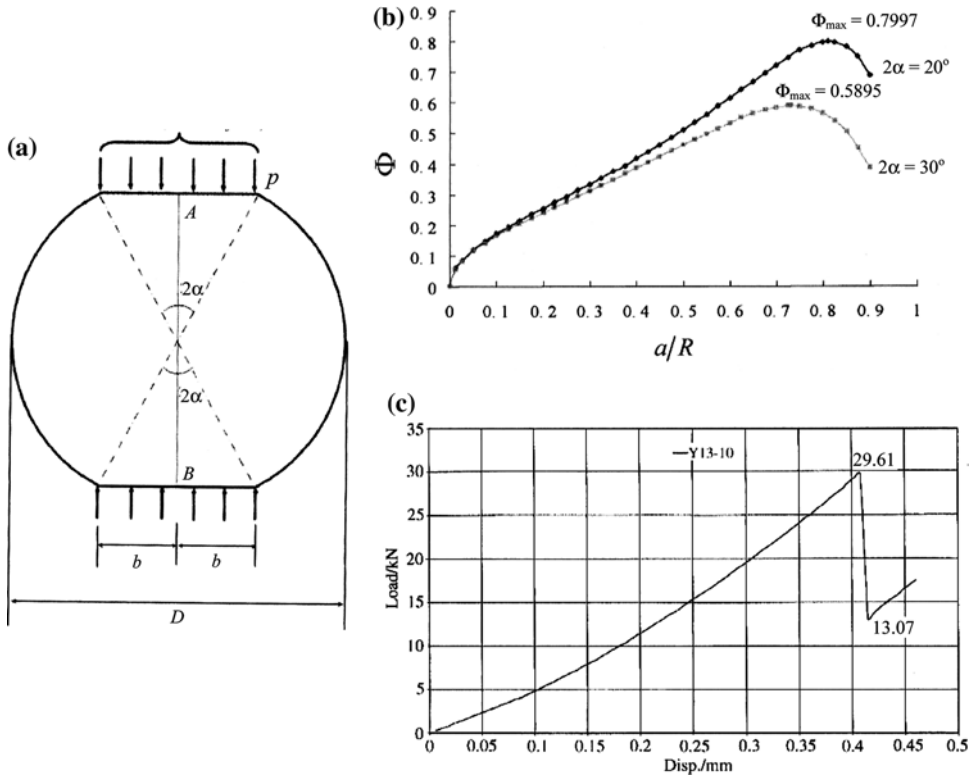 (a)
p
A
2α
2α
B
b b
D
(b)
Φmax = 0.7997
2α = 20°
Φmax = 0.5895
2α = 30°
Φ
0.9
0.8
0.7
0.6
0.5
0.4
0.3
0.2
0.1
0
0 0.1 0.2 0.3 0.4 0.5 0.6 0.7 0.8 0.9 1
a/R
(c)
Load/kN
35
30
25
20
15
10
5
0
Y13-10
29.61
13.07
0 0.05 0.1 0.15 0.2 0.25 0.3 0.35 0.4 0.45 0.5
Disp./mm